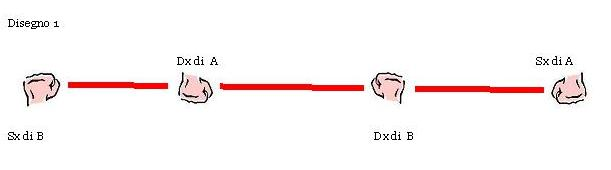 Disegno 1
Dx di A
Sx di A
Sx di B
Dx di B